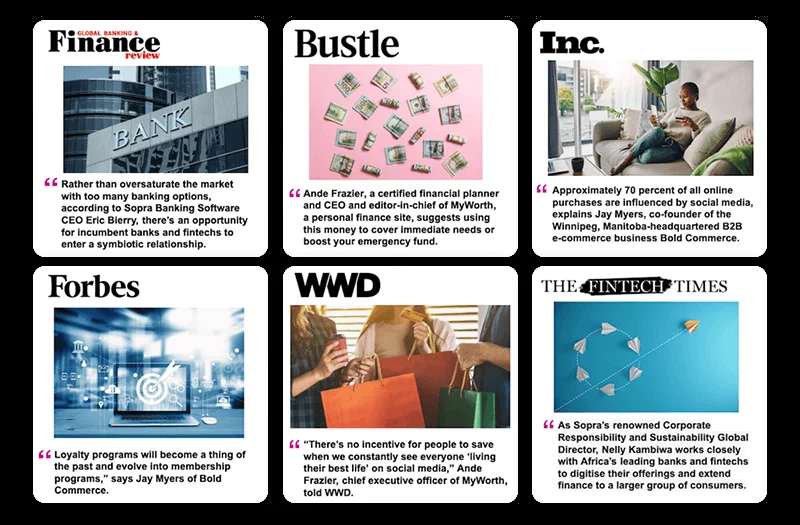 GLOBAL BANKING &
Finance
review
BANK
“ Rather than oversaturate the market
with too many banking options,
according to Sopra Banking Software
CEO Eric Bierry, there's an opportunity
for incumbent banks and fintechs to
enter a symbiotic relationship.
Bustle
“ Ande Frazier, a certified financial planner
and CEO and editor-in-chief of MyWorth,
a personal finance site, suggests using
this money to cover immediate needs or
boost your emergency fund.
Inc.
“ Approximately 70 percent of all online
purchases are influenced by social media,
explains Jay Myers, co-founder of the
Winnipeg, Manitoba-headquartered B2B
e-commerce business Bold Commerce.
Forbes
“ Loyalty programs will become a thing of
the past and evolve into membership
programs,” says Jay Myers of Bold
Commerce.
WWD
“ “There's no incentive for people to save
when we constantly see everyone ‘living
their best life’ on social media,” Ande
Frazier, chief executive officer of MyWorth,
told WWD.
THE FINTECH TIMES
“ As Sopra's renowned Corporate
Responsibility and Sustainability Global
Director, Nelly Kambiwa works closely
with Africa's leading banks and fintechs
to digitise their offerings and extend
finance to a larger group of consumers.